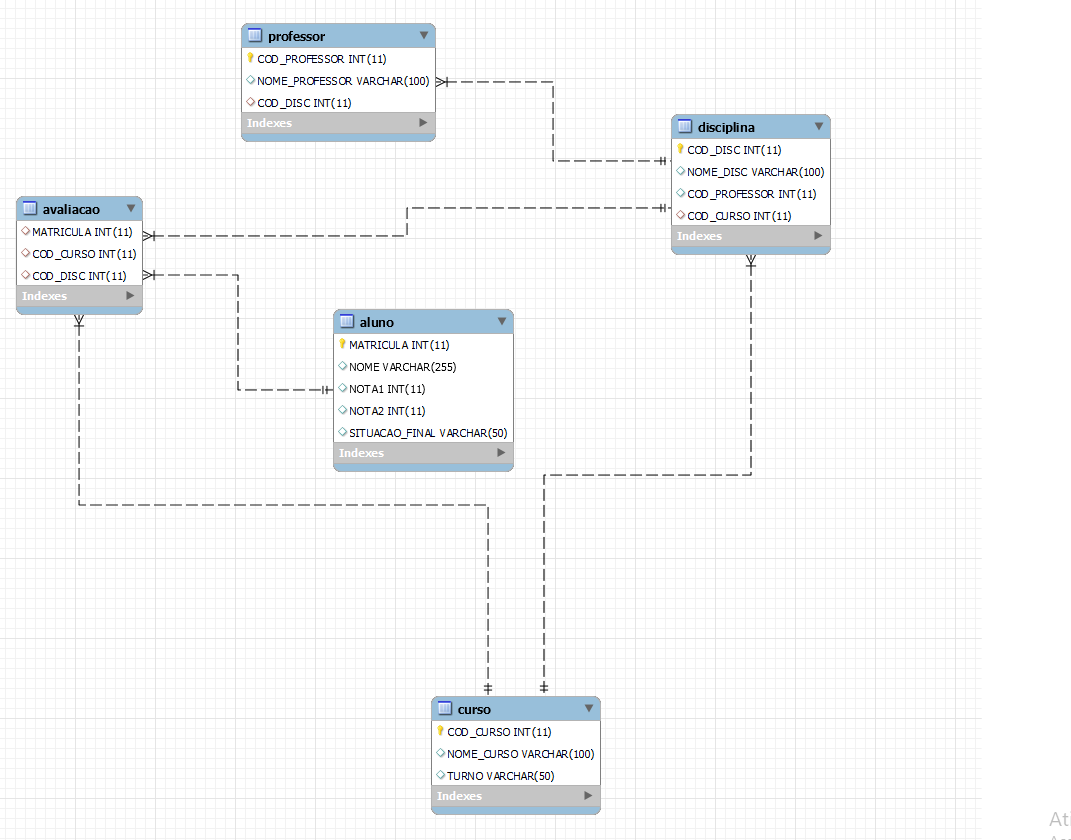 professor
COD_PROFESSOR INT(11)
NOME_PROFESSOR VARCHAR(100)
COD_DISC INT(11)
Indexes
disciplina
COD_DISC INT(11)
NOME_DISC VARCHAR(100)
COD_PROFESSOR INT(11)
COD_CURSO INT(11)
Indexes
avaliacao
MATRICULA INT(11)
COD_CURSO INT(11)
COD_DISC INT(11)
Indexes
aluno
MATRICULA INT(11)
NOME VARCHAR(255)
NOTA1 INT(11)
NOTA2 INT(11)
SITUACAO_FINAL VARCHAR(50)
Indexes
curso
COD_CURSO INT(11)
NOME_CURSO VARCHAR(100)
TURNO VARCHAR(50)
Indexes